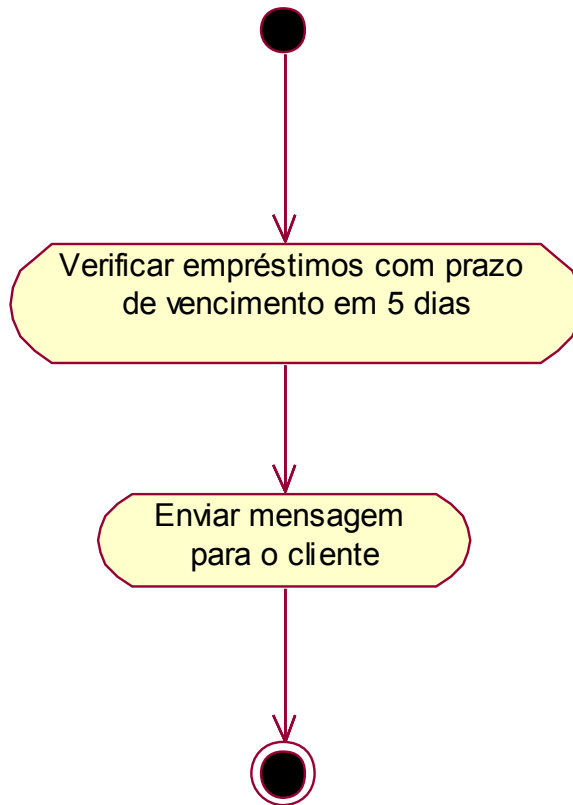 Verificar empréstimos com prazo
de vencimento em 5 dias
Enviar mensagem
para o cliente